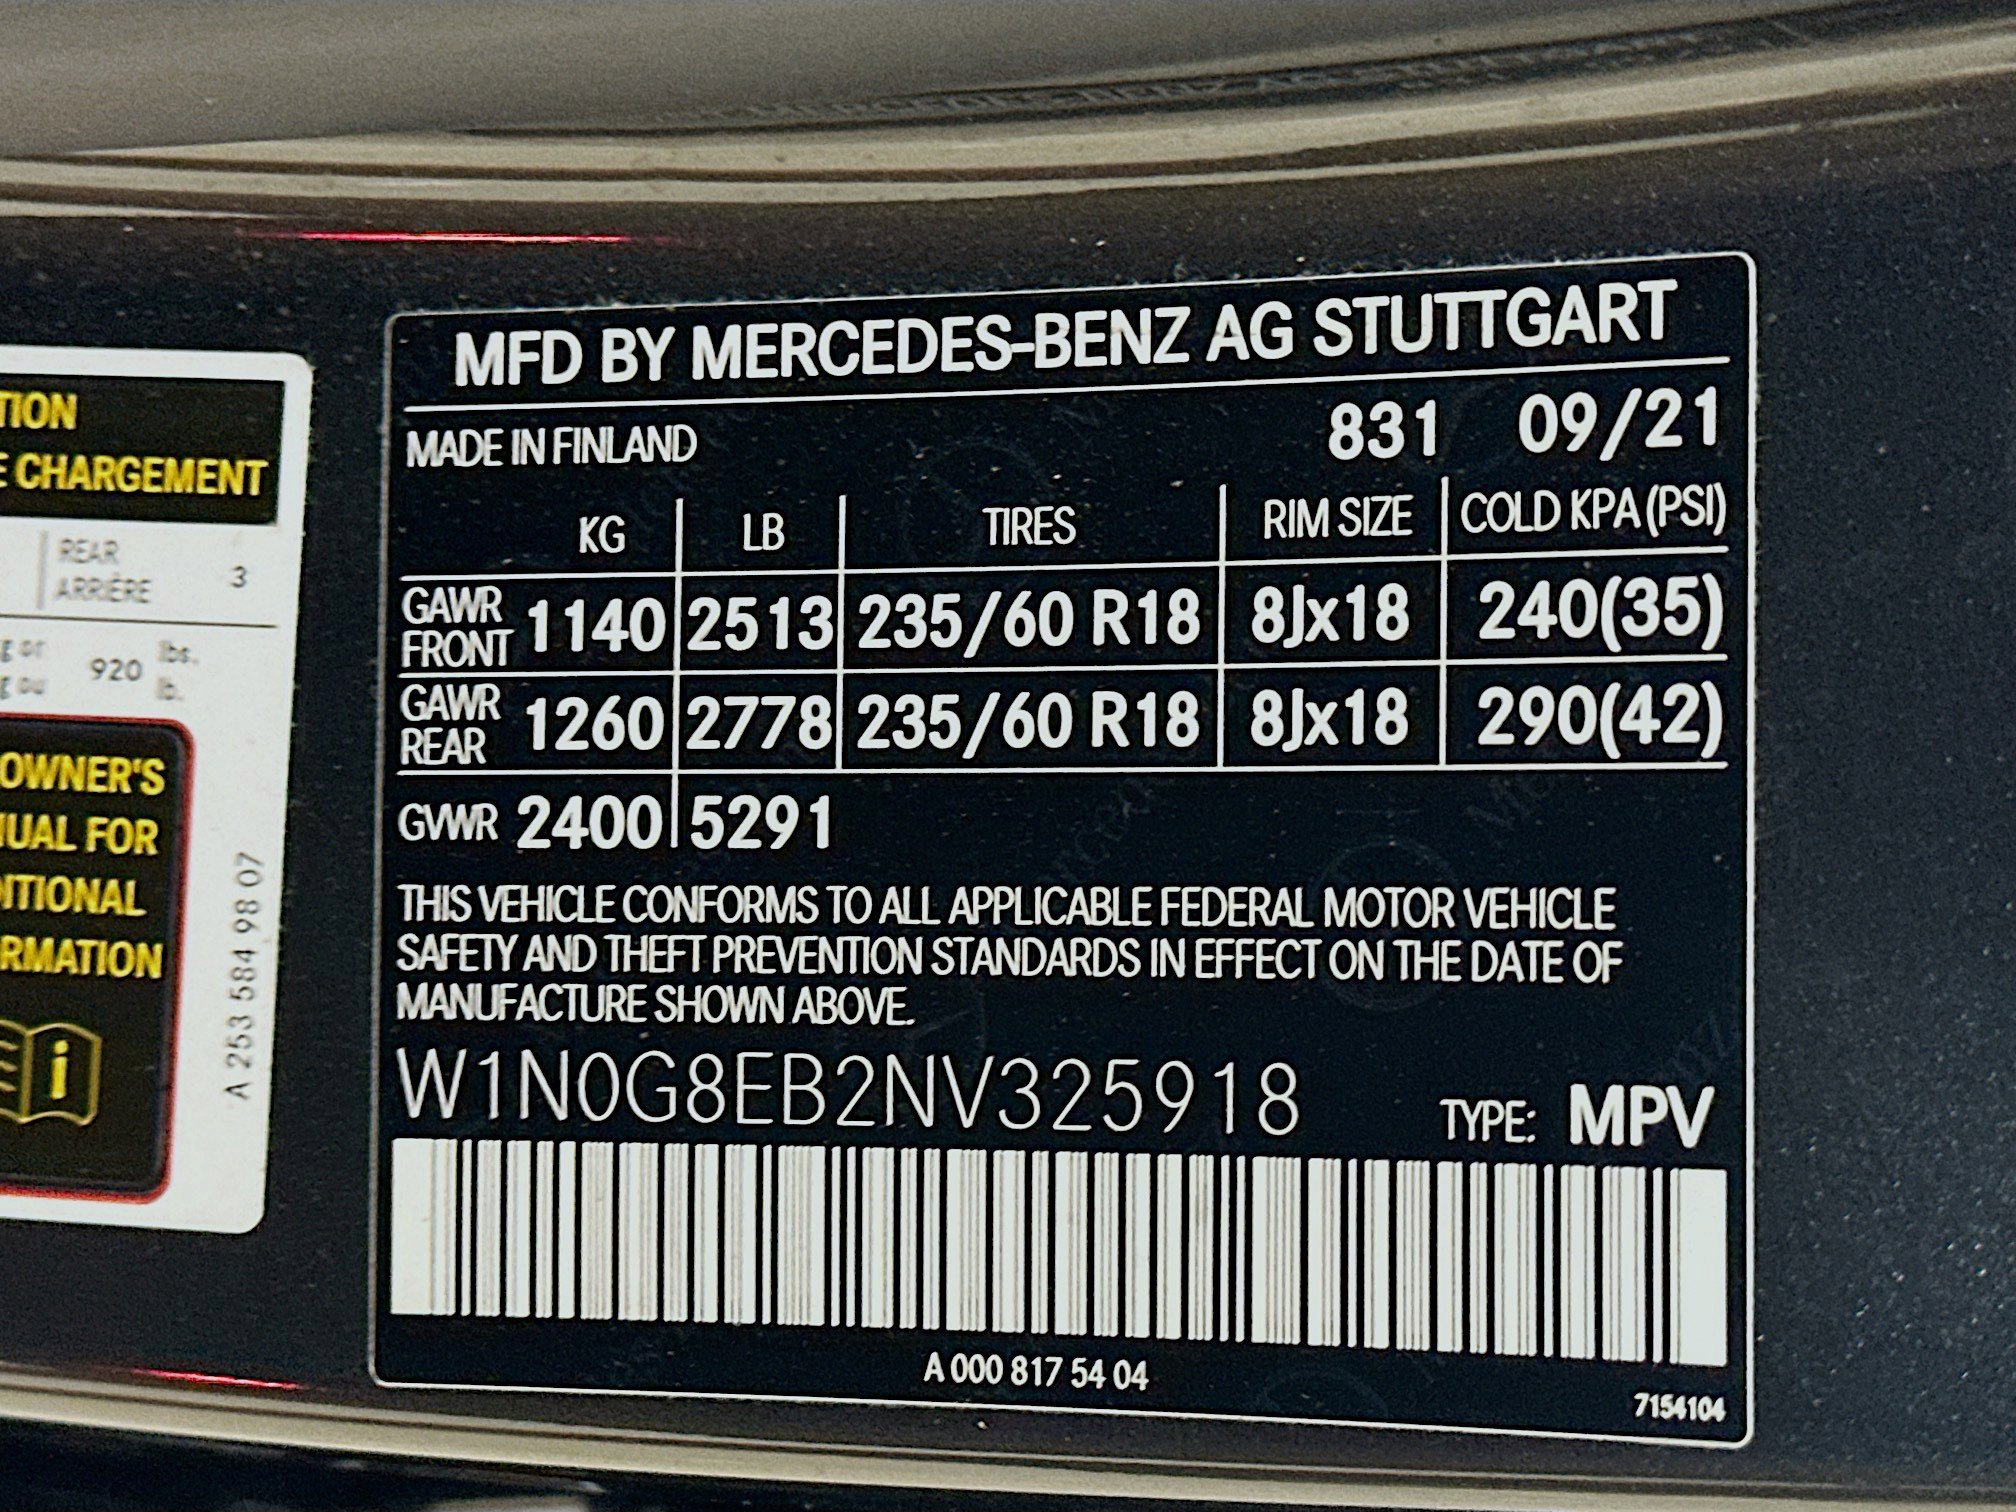 TION
E CHARGEMENT
REAR
ARRIÈRE 3
920 lbs.
lb.
OWNER'S
UAL FOR
ITIONAL
RMATION
i
A 253 584 98 07
MFD BY MERCEDES-BENZ AG STUTTGART
MADE IN FINLAND 831 09/21
KG LB TIRES RIM SIZE COLD KPA (PSI)
GAWR FRONT 1140 2513 235/60 R18 8Jx18 240(35)
GAWR REAR 1260 2778 235/60 R18 8Jx18 290(42)
GVWR 2400 5291
THIS VEHICLE CONFORMS TO ALL APPLICABLE FEDERAL MOTOR VEHICLE
SAFETY AND THEFT PREVENTION STANDARDS IN EFFECT ON THE DATE OF
MANUFACTURE SHOWN ABOVE.
W1N0G8EB2NV325918 TYPE: MPV
A 000 817 54 04
7154104